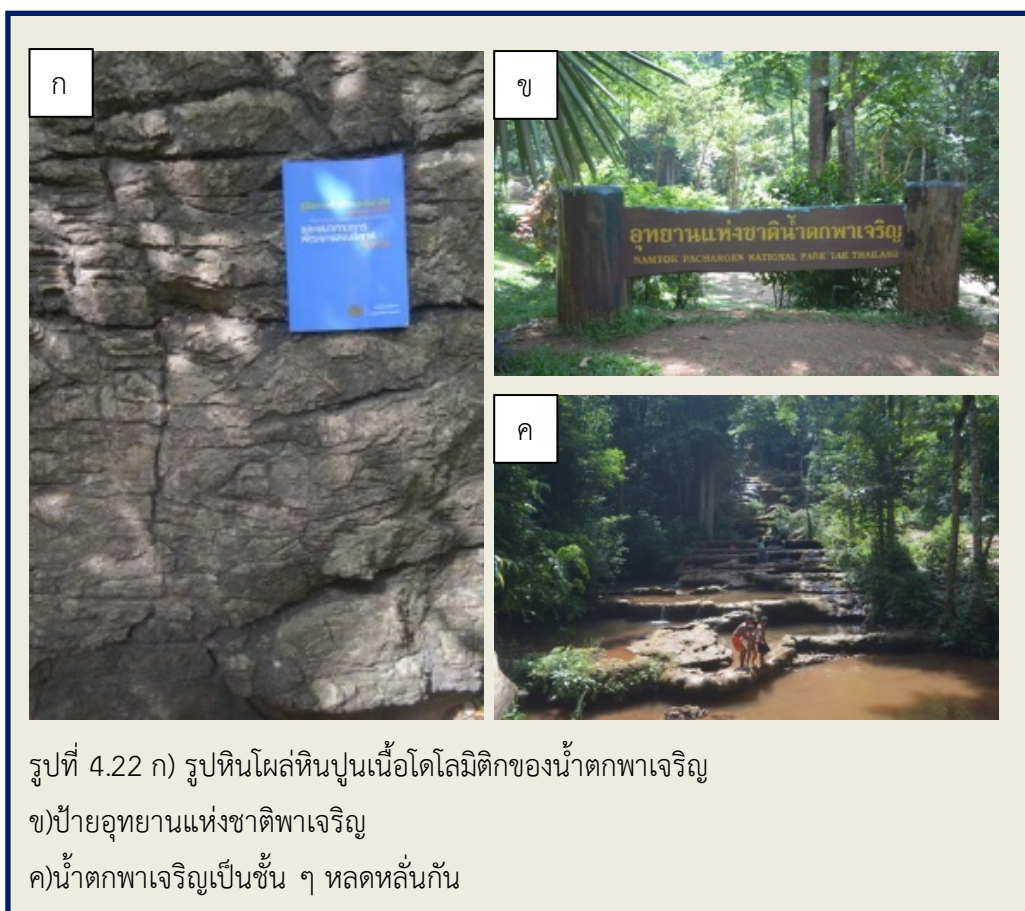 ก
ข
อุทยานแห่งชาติน้ำตกพาเจริญ
NAMTOK PACHAROEN NATIONAL PARK TAK THAILAND
ค
รูปที่ 4.22 ก) รูปหินโผล่หินปูนเนื้อโดโลมิติกของน้ำตกพาเจริญ
ข)ป้ายอุทยานแห่งชาติพาเจริญ
ค)น้ำตกพาเจริญเป็นชั้น ๆ หลดหลั่นกัน